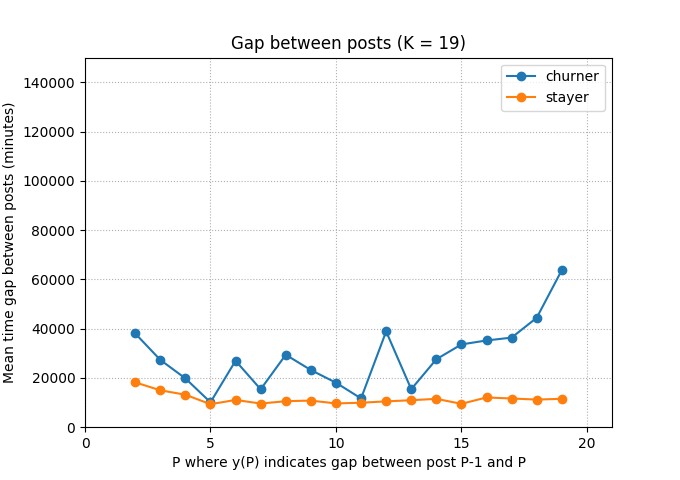 Gap between posts (K = 19)
churner
stayer
140000
120000
100000
80000
60000
40000
20000
0
Mean time gap between posts (minutes)
0 5 10 15 20
P where y(P) indicates gap between post P-1 and P